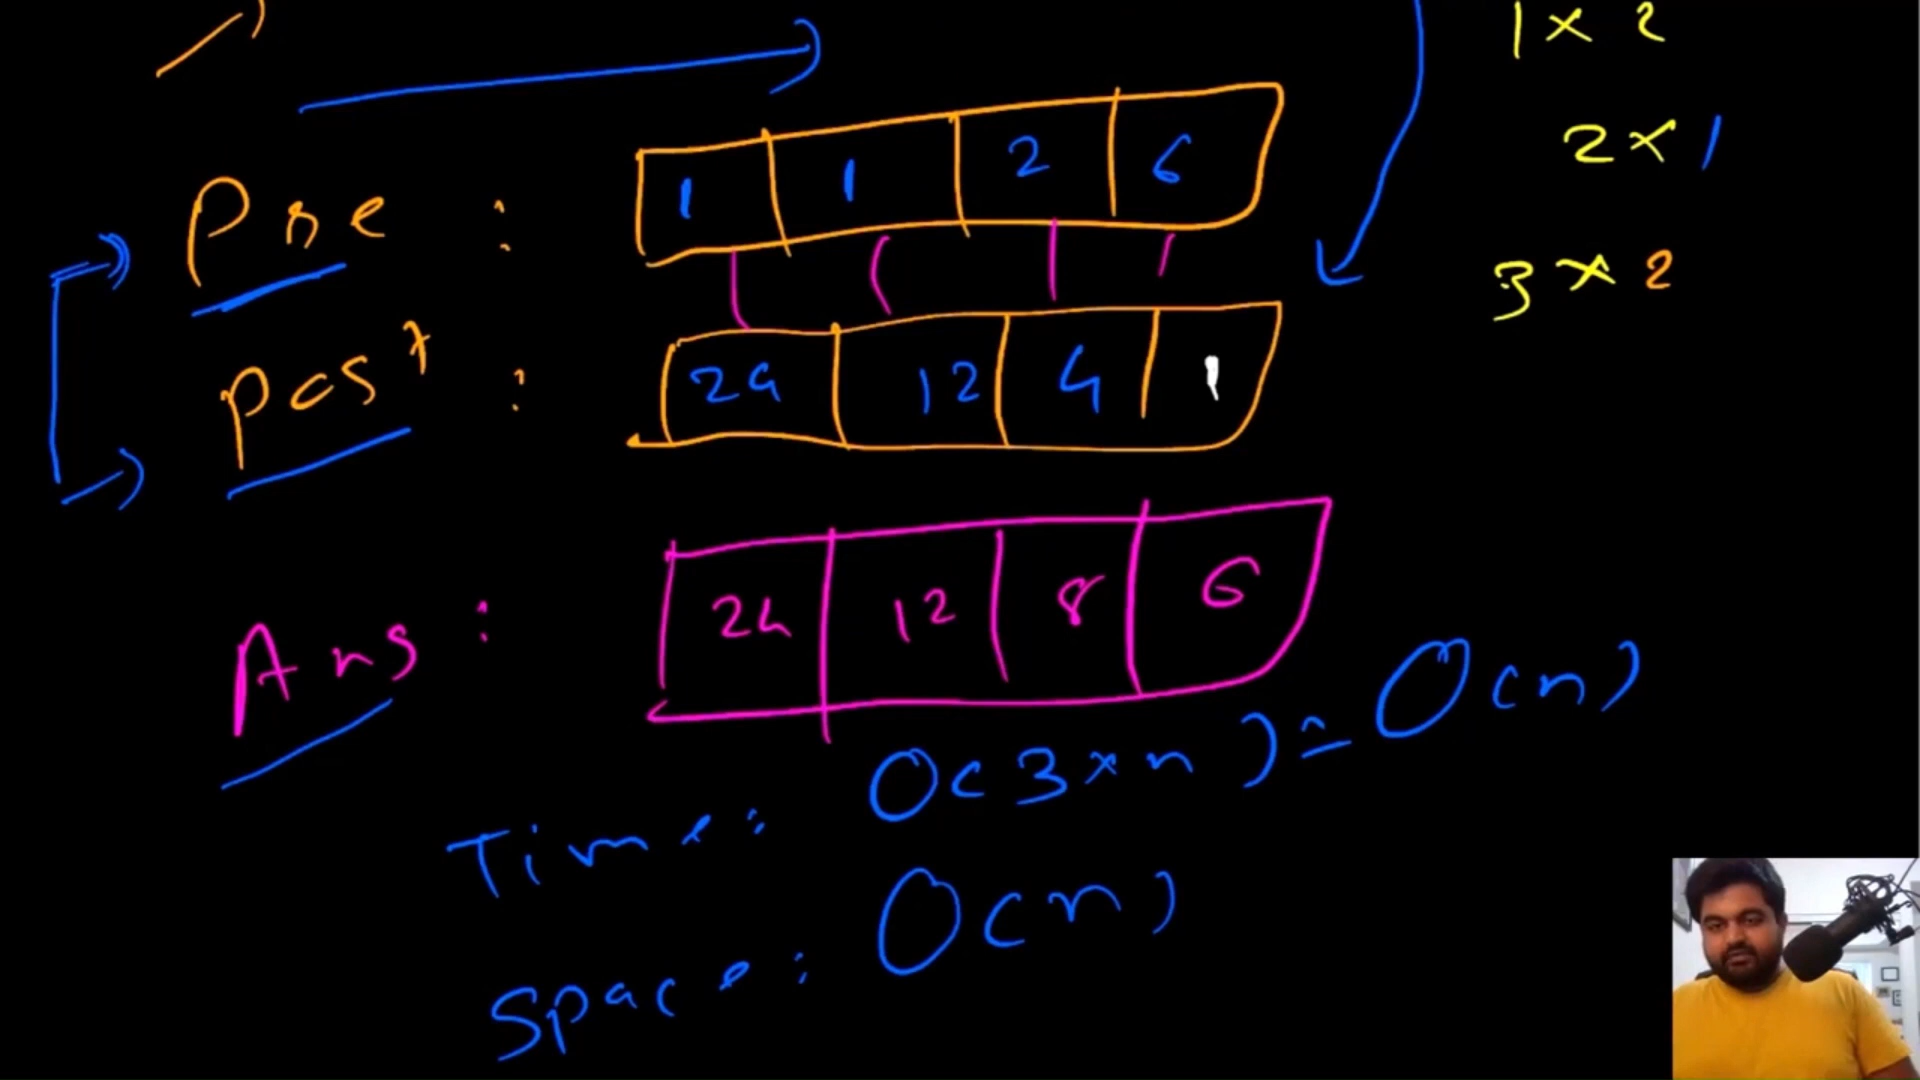 1 × 2
2 × 1
3 × 2
Pre : 1 1 2 6
Post : 24 12 4 1
Ans : 24 12 8 6
Time : O(3×n) = O(n)
Space : O(n)